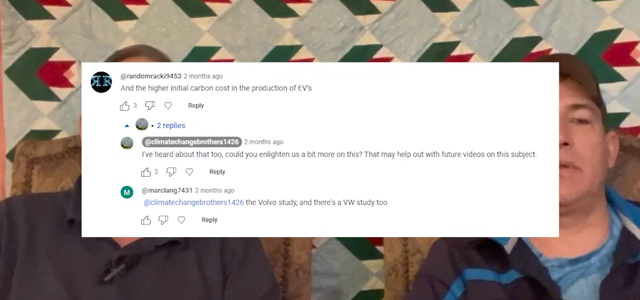 @randomracki9453 2 months ago
And the higher initial carbon cost in the production of EV's
3 Reply
2 replies
@climatechangebrothers1426 2 months ago
I've heard about that too, could you enlighten us a bit more on this? That may help out with future videos on this subject.
2 Reply
M @marclang7431 2 months ago
@climatechangebrothers1426 the Volvo study, and there's a VW study too
Reply